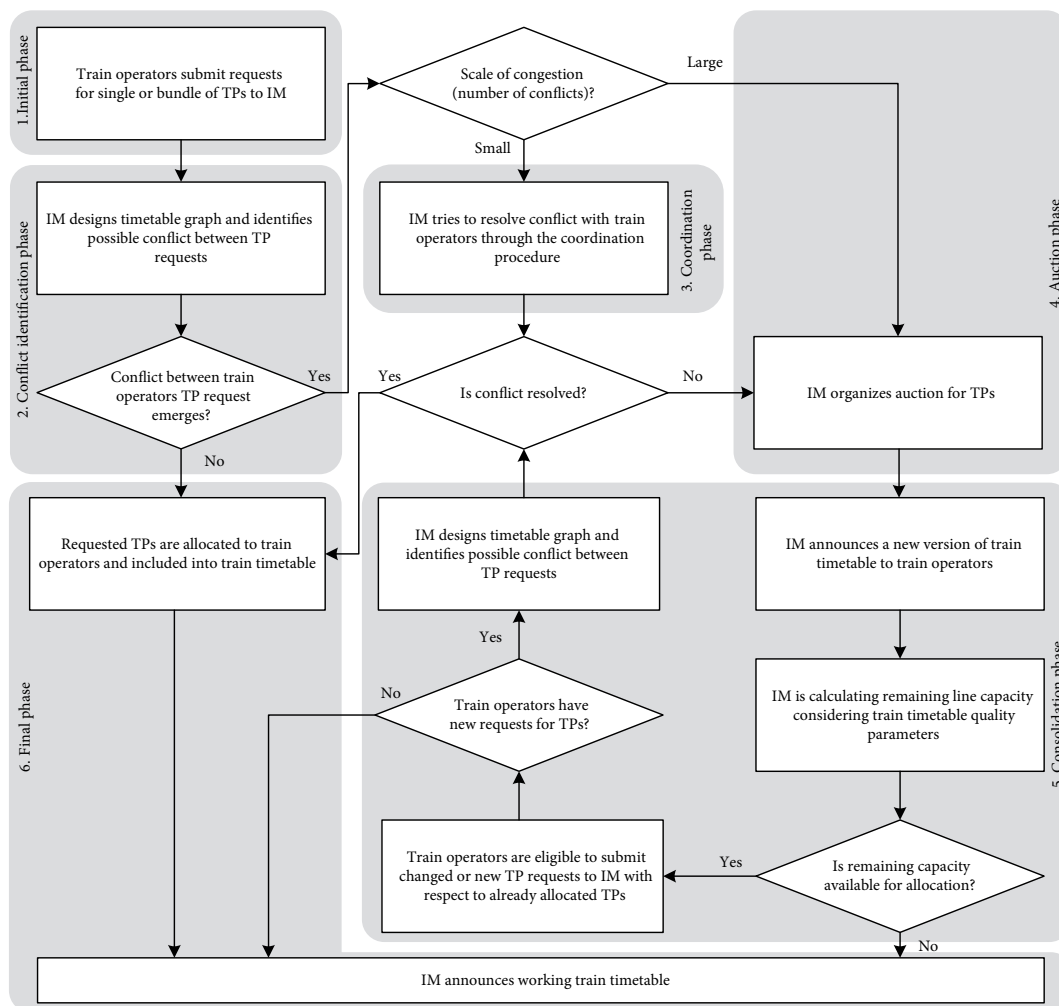 1.Initial phase
Train operators submit requests
for single or bundle of TPs to IM
Scale of congestion
(number of conflicts)?
Large
Small
2. Conflict identification phase
IM designs timetable graph and identifies
possible conflict between TP
requests
IM tries to resolve conflict with train
operators through the coordination
procedure
3. Coordination
phase
4. Auction phase
Conflict between train
operators TP request
emerges?
Yes
No
Yes
Is conflict resolved?
No
IM organizes auction for TPs
6. Final phase
Requested TPs are allocated to train
operators and included into train timetable
IM designs timetable graph and
identifies possible conflict between
TP requests
IM announces a new version of train
timetable to train operators
Yes
No
Train operators have
new requests for TPs?
IM is calculating remaining line capacity
considering train timetable quality
parameters
5. Consolidation phase
Train operators are eligible to submit
changed or new TP requests to IM with
respect to already allocated TPs
Yes
Is remaining capacity
available for allocation?
No
IM announces working train timetable